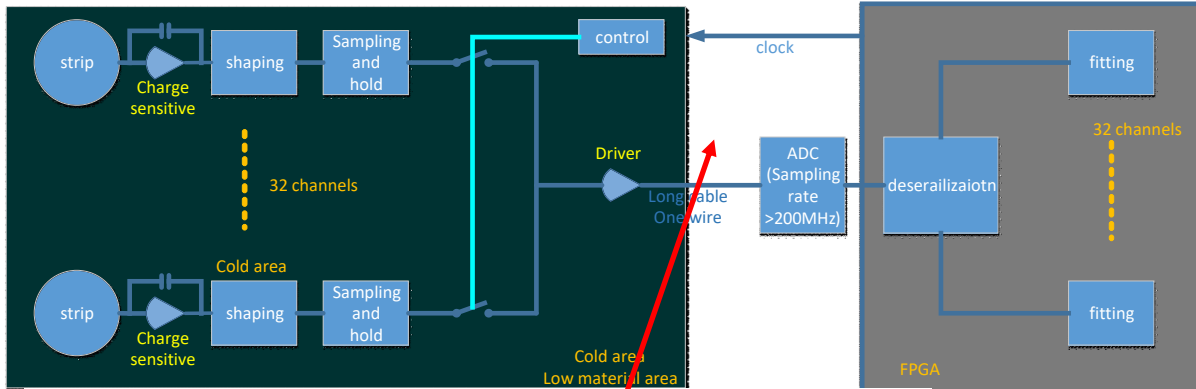 strip
Charge
sensitive
shaping
Sampling
and
hold
control
clock
fitting
32 channels
32 channels
Driver
Long cable
One wire
ADC
(Sampling
rate
>200MHz)
deserailizaiotn
strip
Charge
sensitive
Cold area
shaping
Sampling
and
hold
fitting
Cold area
Low material area
FPGA